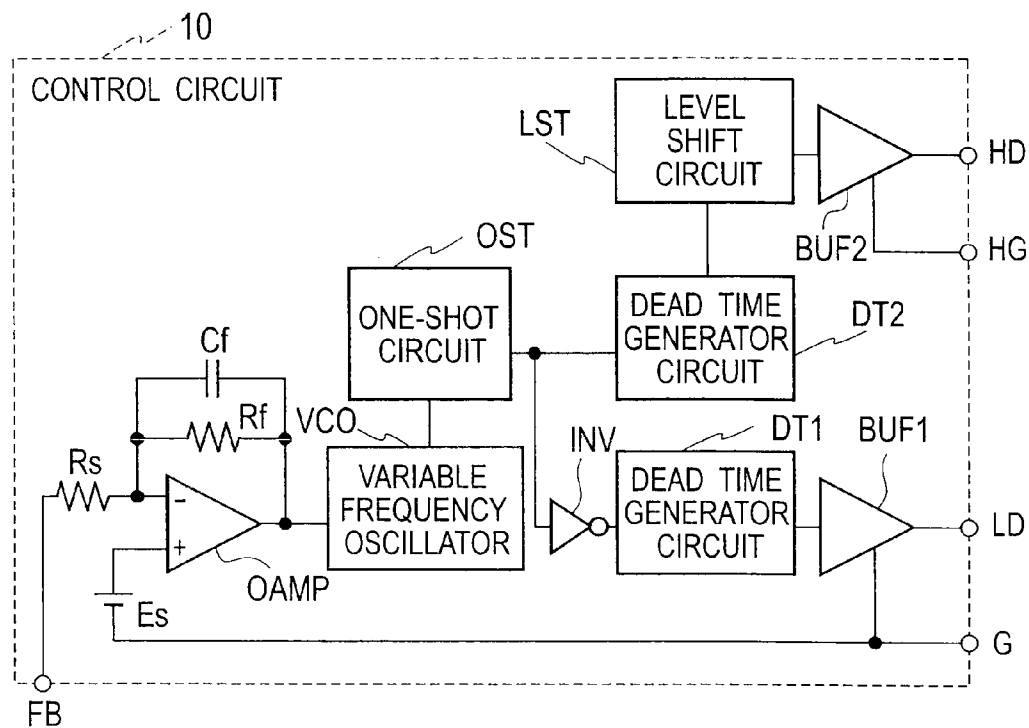 10
CONTROL CIRCUIT
LST
LEVEL
SHIFT
CIRCUIT
HD
BUF2
HG
OST
ONE-SHOT
CIRCUIT
DEAD TIME
GENERATOR
CIRCUIT
DT2
Cf
Rf
VCO
INV
DT1
BUF1
Rs
VARIABLE
FREQUENCY
OSCILLATOR
DEAD TIME
GENERATOR
CIRCUIT
LD
-
+
OAMP
Es
G
FB